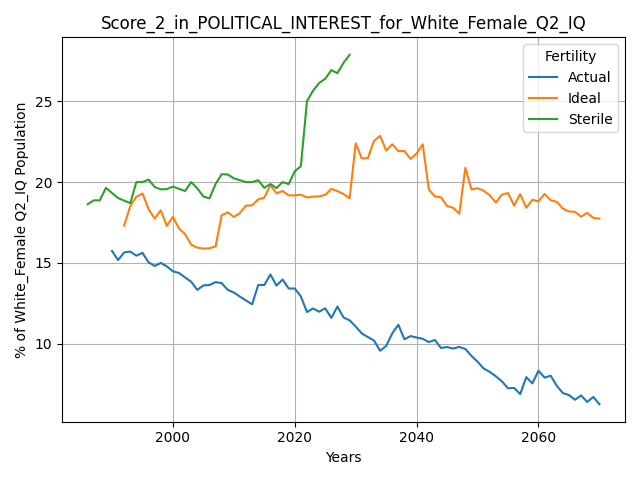 Score_2_in_POLITICAL_INTEREST_for_White_Female_Q2_IQ
% of White_Female Q2_IQ Population
25
20
15
10
Fertility
Actual
Ideal
Sterile
2000
2020
2040
2060
Years